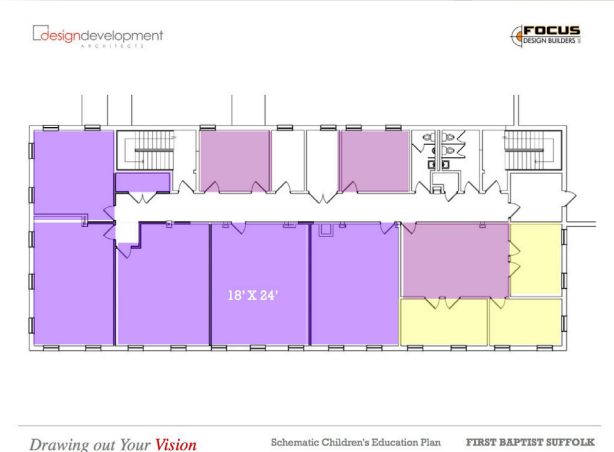 designdevelopment
ARCHITECTS
FOCUS
DESIGN BUILDERS
18' X 24'
Drawing out Your Vision
Schematic Children's Education Plan
FIRST BAPTIST SUFFOLK